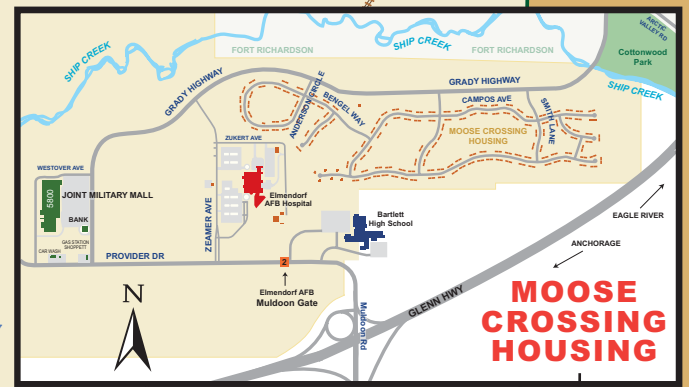 ARCTIC
VALLEY RD
SHIP CREEK
FORT RICHARDSON
SHIP CREEK
FORT RICHARDSON
Cottonwood
Park
SHIP CREEK
GRADY HIGHWAY
GRADY HIGHWAY
ANDERSON CIRCLE
BENGEL WAY
CAMPOS AVE
SMITH LANE
MOOSE CROSSING
HOUSING
ZUKERT AVE
WESTOVER AVE
5800
JOINT MILITARY MALL
BANK
GAS STATION
SHOPPETT
CAR WASH
ZEAMER AVE
Elmendorf
AFB Hospital
Bartlett
High School
PROVIDER DR
2
Elmendorf AFB
Muldoon Gate
Muldoon Rd
GLENN HWY
EAGLE RIVER
ANCHORAGE
N
MOOSE
CROSSING
HOUSING